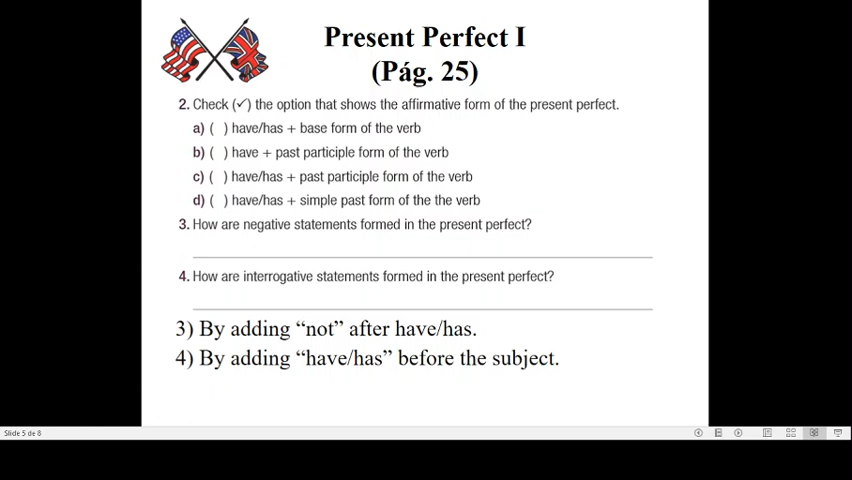 Present Perfect I
(Pág. 25)
2. Check (✓) the option that shows the affirmative form of the present perfect.
a) ( ) have/has + base form of the verb
b) ( ) have + past participle form of the verb
c) ( ) have/has + past participle form of the verb
d) ( ) have/has + simple past form of the the verb
3. How are negative statements formed in the present perfect?
4. How are interrogative statements formed in the present perfect?
3) By adding “not” after have/has.
4) By adding “have/has” before the subject.
Slide 5 de 8